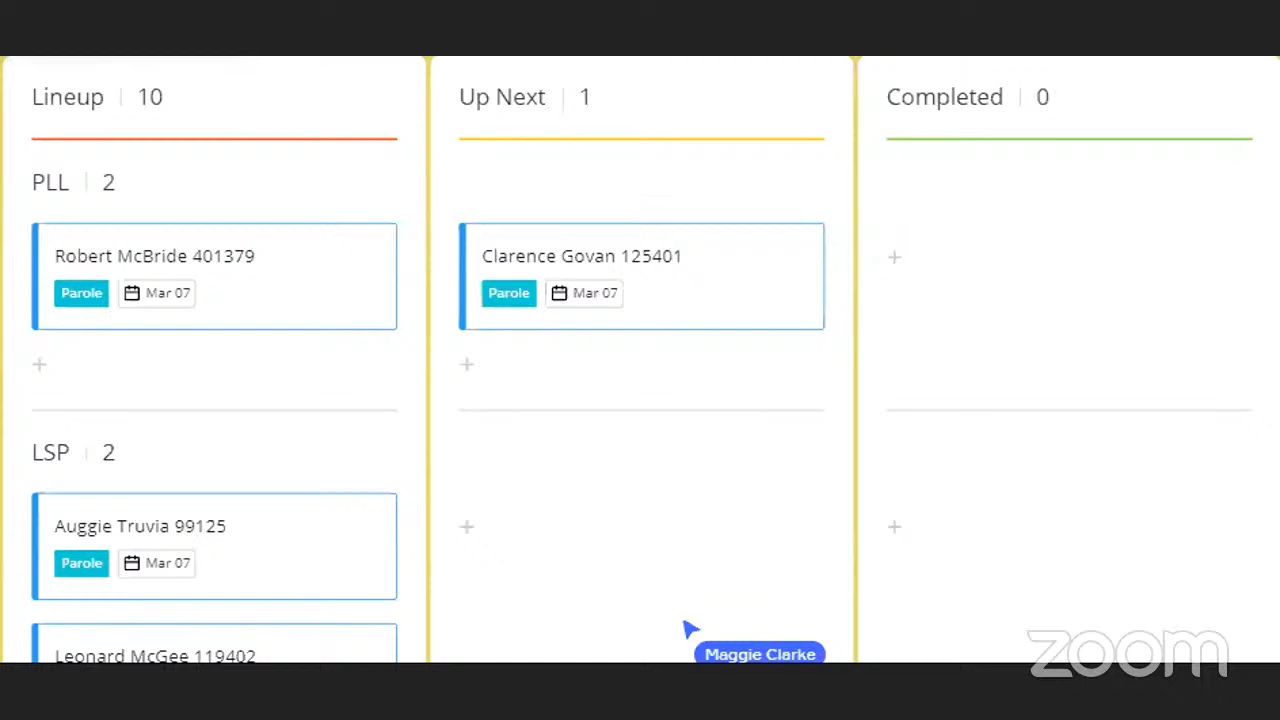 Lineup 10
PLL 2
Robert McBride 401379
Parole Mar 07
LSP 2
Auggie Truvia 99125
Parole Mar 07
Leonard McGee 119402
Up Next 1
Clarence Govan 125401
Parole Mar 07
Maggie Clarke
Completed 0
zoom